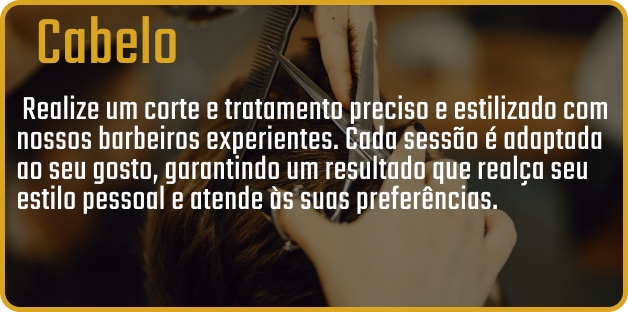 Cabelo
Realize um corte e tratamento preciso e estilizado com
nossos barbeiros experientes. Cada sessão é adaptada
ao seu gosto, garantindo um resultado que realça seu
estilo pessoal e atende às suas preferências.